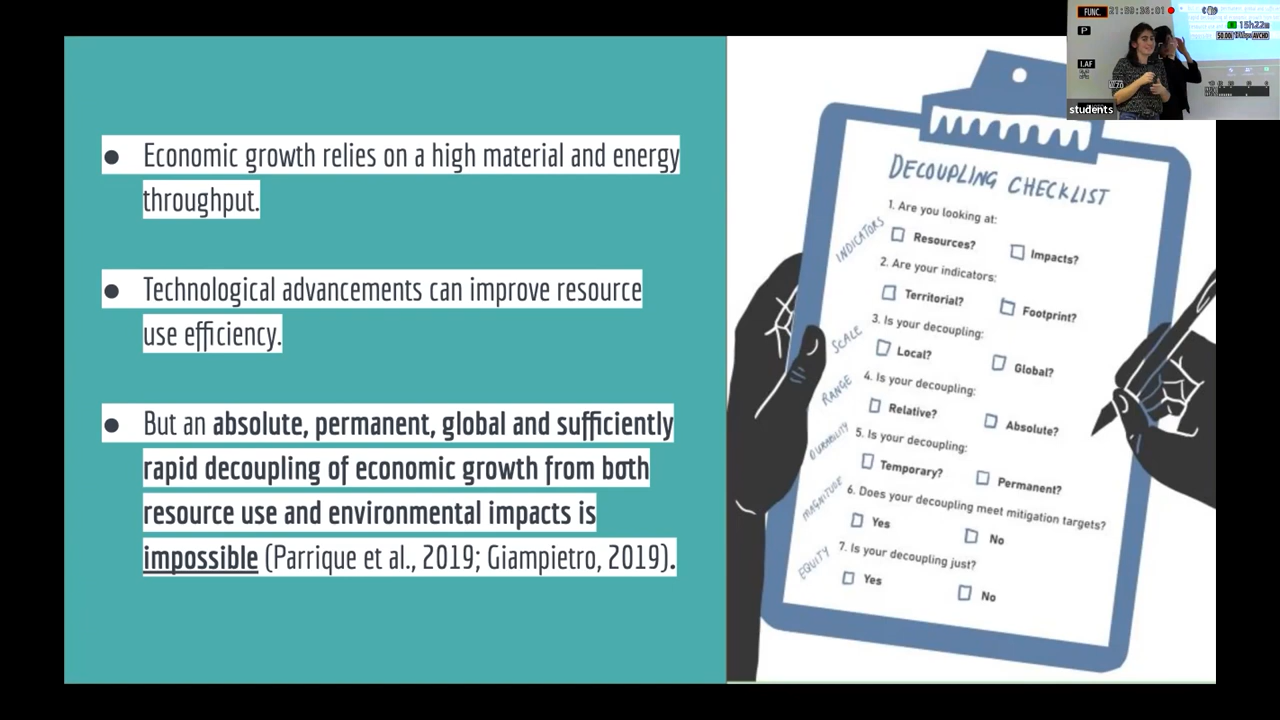 ● Economic growth relies on a high material and energy
throughput.
● Technological advancements can improve resource
use efficiency.
● But an absolute, permanent, global and sufficiently
rapid decoupling of economic growth from both
resource use and environmental impacts is
impossible (Parrique et al., 2019; Giampietro, 2019).
DECOUPLING CHECKLIST
INDICATORS
1. Are you looking at:
Resources? Impacts?
2. Are your indicators:
Territorial? Footprint?
SCALE
3. Is your decoupling:
Local? Global?
RANGE
4. Is your decoupling:
Relative? Absolute?
DURABILITY
5. Is your decoupling:
Temporary? Permanent?
MAGNITUDE
6. Does your decoupling meet mitigation targets?
Yes No
EQUITY
7. Is your decoupling just?
Yes No
FUNC.
P
15h22m
I.AF
students